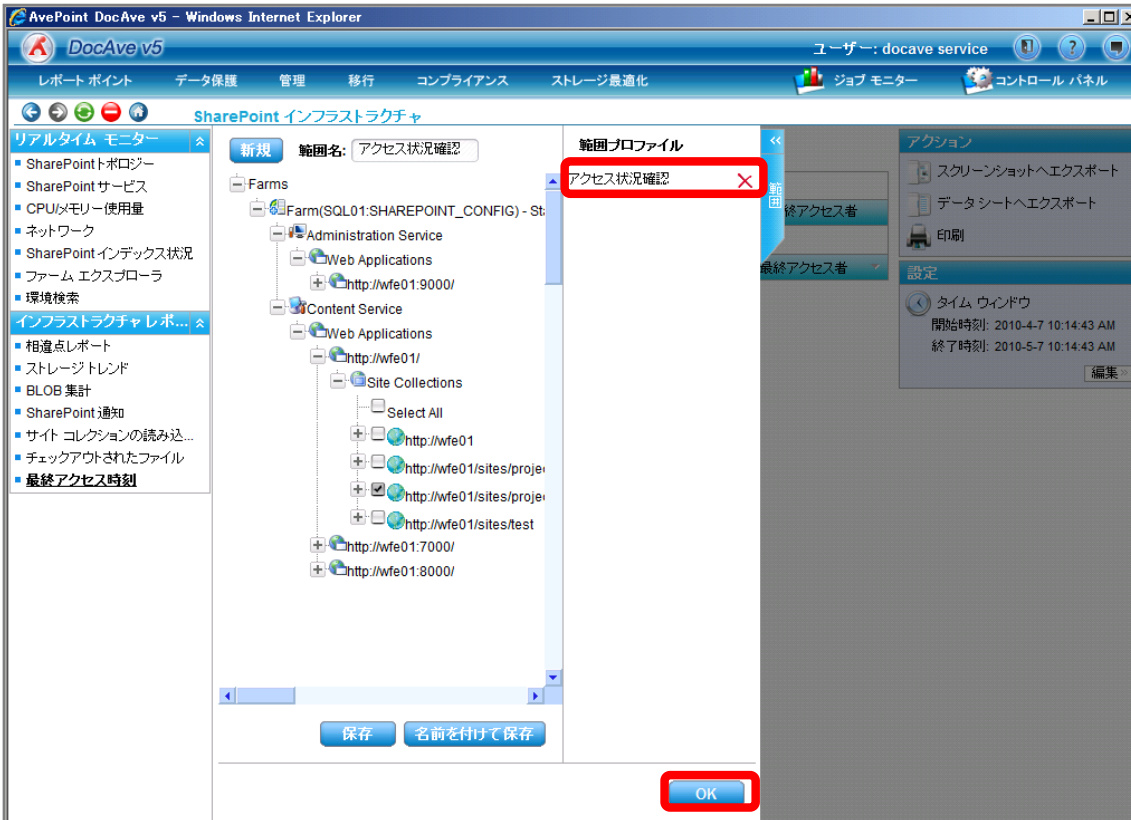 AvePoint DocAve v5 - Windows Internet Explorer
DocAve v5
ユーザー: docave service
レポート ポイント データ保護 管理 移行 コンプライアンス ストレージ最適化 ジョブ モニター コントロール パネル
SharePoint インフラストラクチャ
リアルタイム モニター
SharePointトポロジー
SharePoint サービス
CPU/メモリー使用量
ネットワーク
SharePoint インデックス状況
ファーム エクスプローラ
環境検索
インフラストラクチャ レポ...
相違点レポート
ストレージ トレンド
BLOB 集計
SharePoint 通知
サイト コレクションの読み込...
チェックアウトされたファイル
最終アクセス時刻
新規 範囲名: アクセス状況確認
Farms
Farm(SQL01:SHAREPOINT_CONFIG) - St
Administration Service
Web Applications
http://wfe01:9000/
Content Service
Web Applications
http://wfe01/
Site Collections
Select All
http://wfe01
http://wfe01/sites/proje
http://wfe01/sites/proje
http://wfe01/sites/test
http://wfe01:7000/
http://wfe01:8000/
保存 名前を付けて保存
範囲プロファイル
アクセス状況確認
OK
範囲
終アクセス者
最終アクセス者
アクション
スクリーンショットへエクスポート
データ シートへエクスポート
印刷
設定
タイム ウィンドウ
開始時刻: 2010-4-7 10:14:43 AM
終了時刻: 2010-5-7 10:14:43 AM
編集